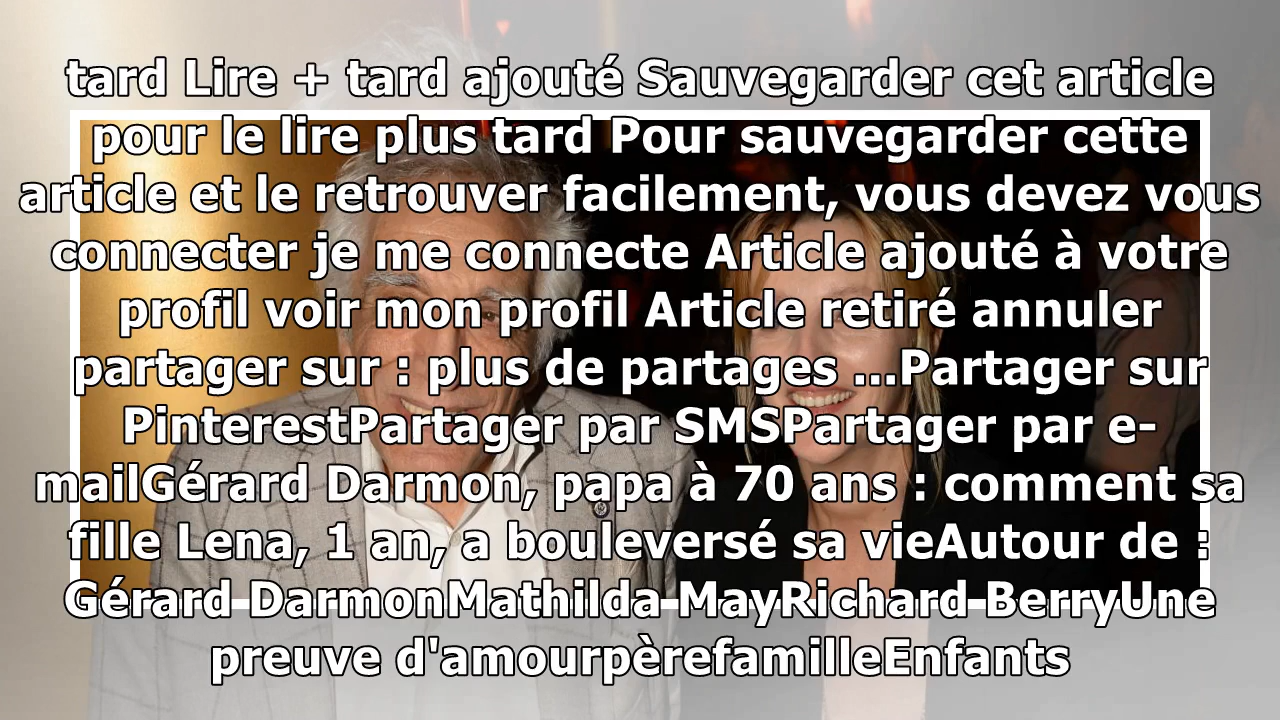 tard Lire + tard ajouté Sauvegarder cet article
pour le lire plus tard Pour sauvegarder cette
article et le retrouver facilement, vous devez vous
connecter je me connecte Article ajouté à votre
profil voir mon profil Article retiré annuler
partager sur : plus de partages ...Partager sur
PinterestPartager par SMSPartager par e-
mailGérard Darmon, papa à 70 ans : comment sa
fille Lena, 1 an, a bouleversé sa vieAutour de :
Gérard DarmonMathilda MayRichard BerryUne
preuve d'amourpèrefamilleEnfants